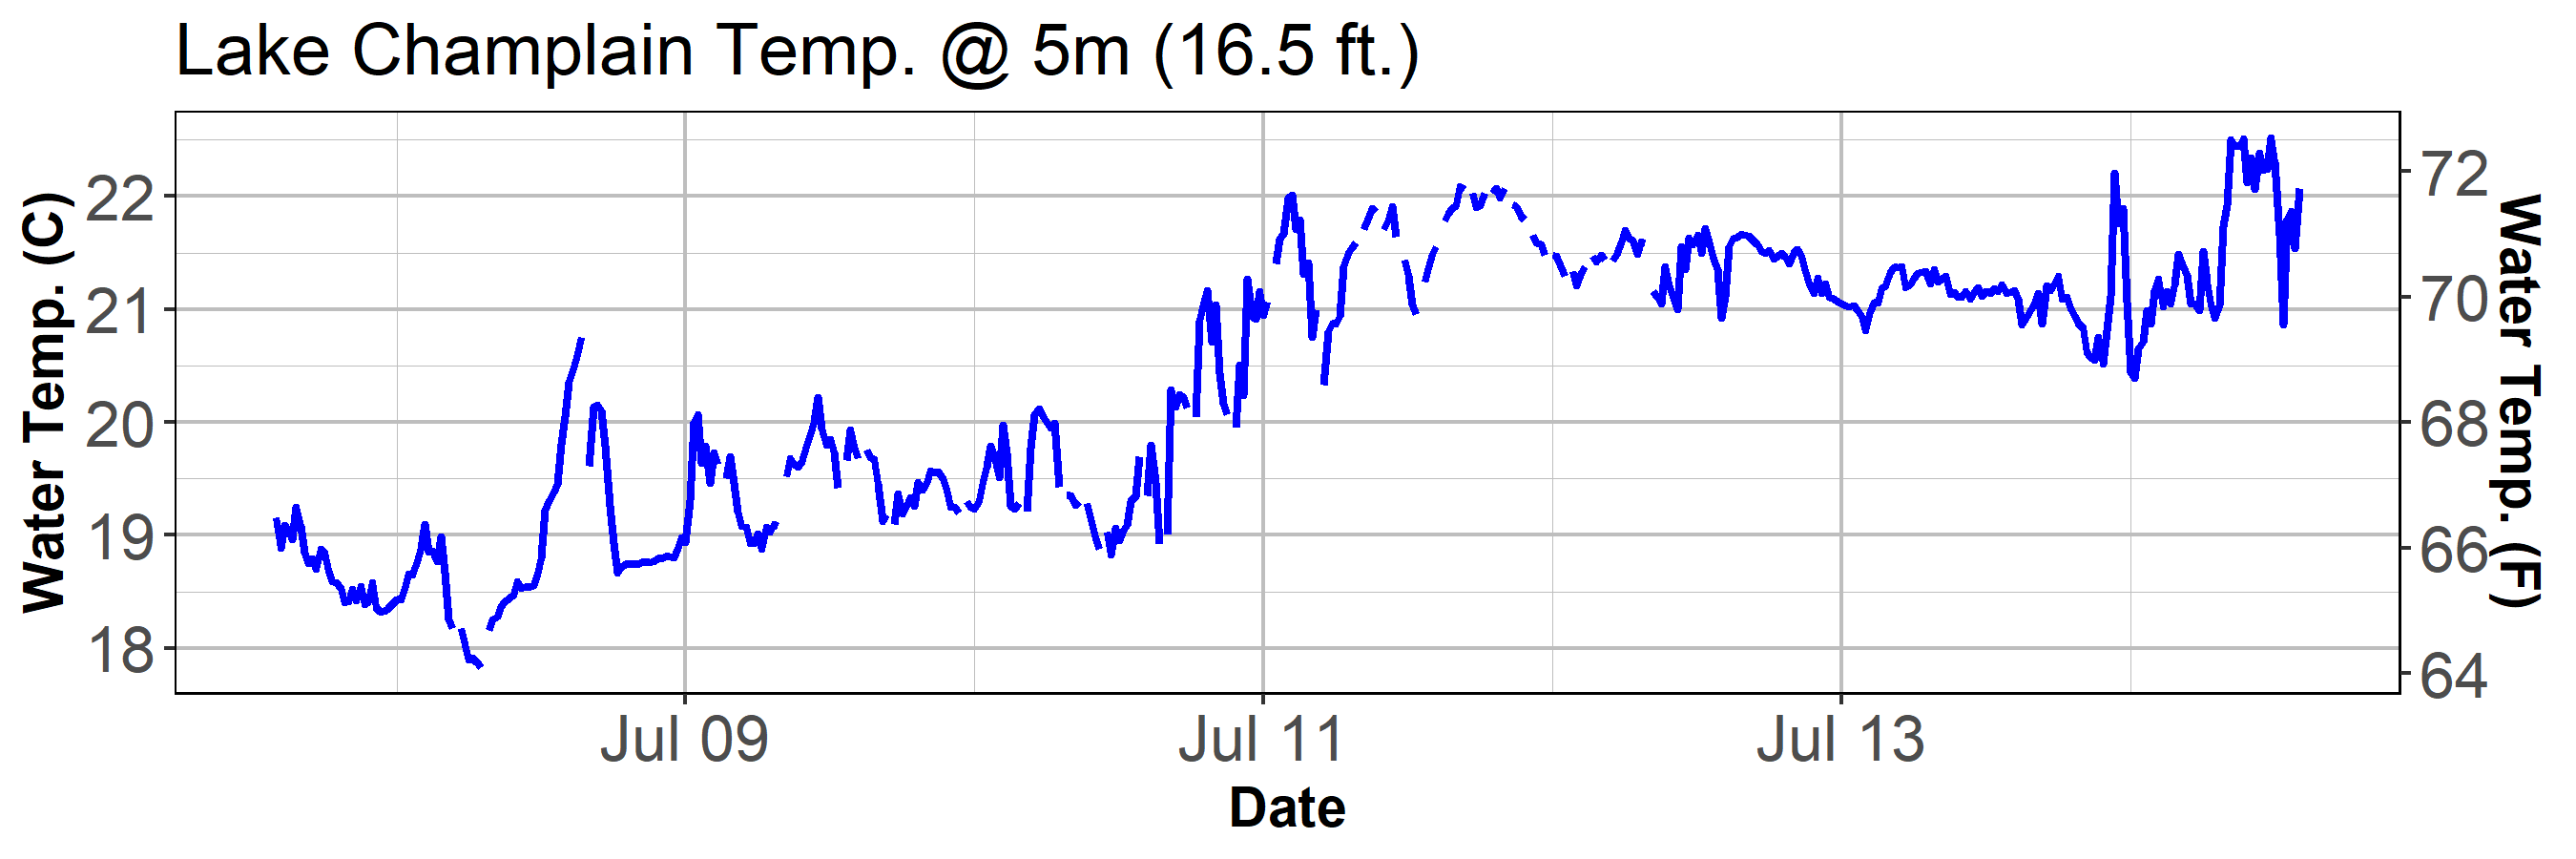 Lake Champlain Temp. @ 5m (16.5 ft.)
Water Temp. (C)
22
21
20
19
18
72
70
68
66
64
Water Temp. (F)
Jul 09
Jul 11
Jul 13
Date